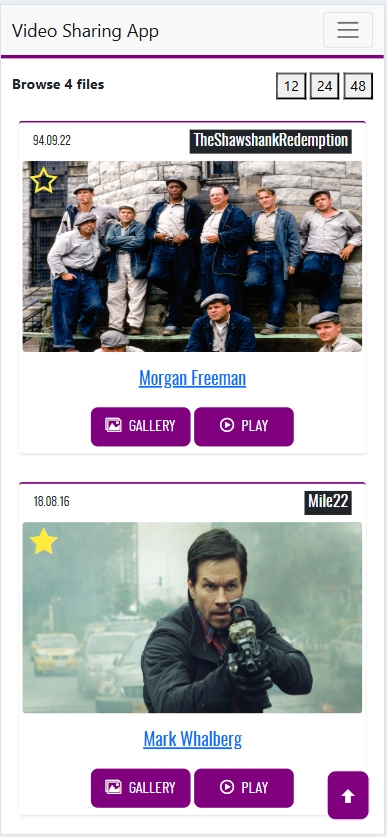 Video Sharing App
Browse 4 files 12 24 48
94.09.22 TheShawshankRedemption
Morgan Freeman
GALLERY PLAY
18.08.16 Mile22
Mark Whalberg
GALLERY PLAY